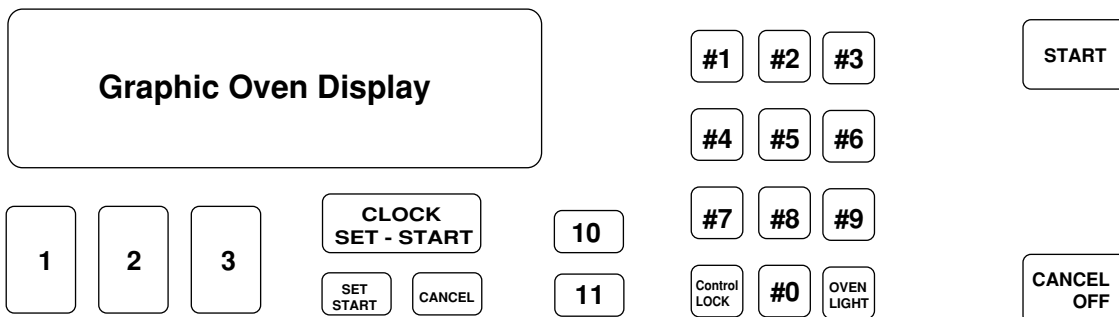 Graphic Oven Display
#1 #2 #3
START
#4 #5 #6
#7 #8 #9
CLOCK
SET - START
10
1 2 3
SET
START
CANCEL
11
Control
LOCK
#0
OVEN
LIGHT
CANCEL
OFF